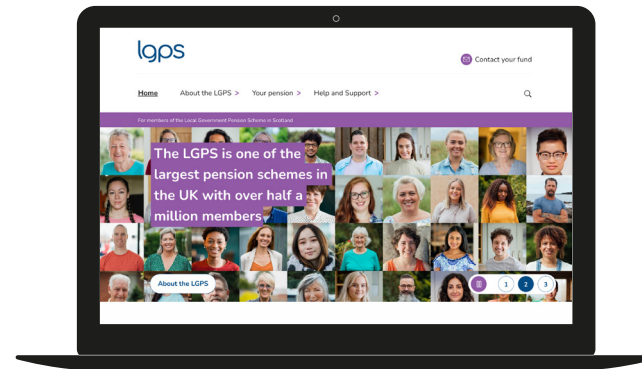 lgps
Contact your fund
Home About the LGPS > Your pension > Help and Support >
For members of the Local Government Pension Scheme in Scotland
The LGPS is one of the
largest pension schemes in
the UK with over half a
million members
About the LGPS
1 2 3